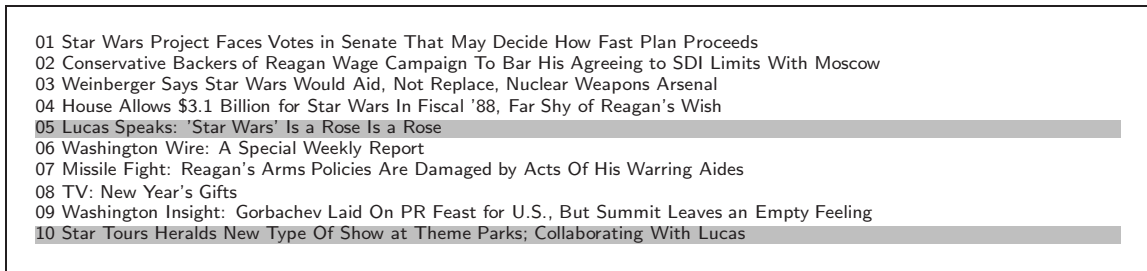 01 Star Wars Project Faces Votes in Senate That May Decide How Fast Plan Proceeds
02 Conservative Backers of Reagan Wage Campaign To Bar His Agreeing to SDI Limits With Moscow
03 Weinberger Says Star Wars Would Aid, Not Replace, Nuclear Weapons Arsenal
04 House Allows $3.1 Billion for Star Wars In Fiscal '88, Far Shy of Reagan's Wish
05 Lucas Speaks: 'Star Wars' Is a Rose Is a Rose
06 Washington Wire: A Special Weekly Report
07 Missile Fight: Reagan's Arms Policies Are Damaged by Acts Of His Warring Aides
08 TV: New Year's Gifts
09 Washington Insight: Gorbachev Laid On PR Feast for U.S., But Summit Leaves an Empty Feeling
10 Star Tours Heralds New Type Of Show at Theme Parks; Collaborating With Lucas